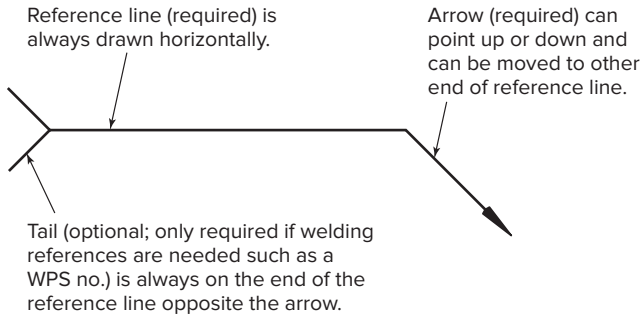 Reference line (required) is
always drawn horizontally.
Arrow (required) can
point up or down and
can be moved to other
end of reference line.
Tail (optional; only required if welding
references are needed such as a
WPS no.) is always on the end of the
reference line opposite the arrow.